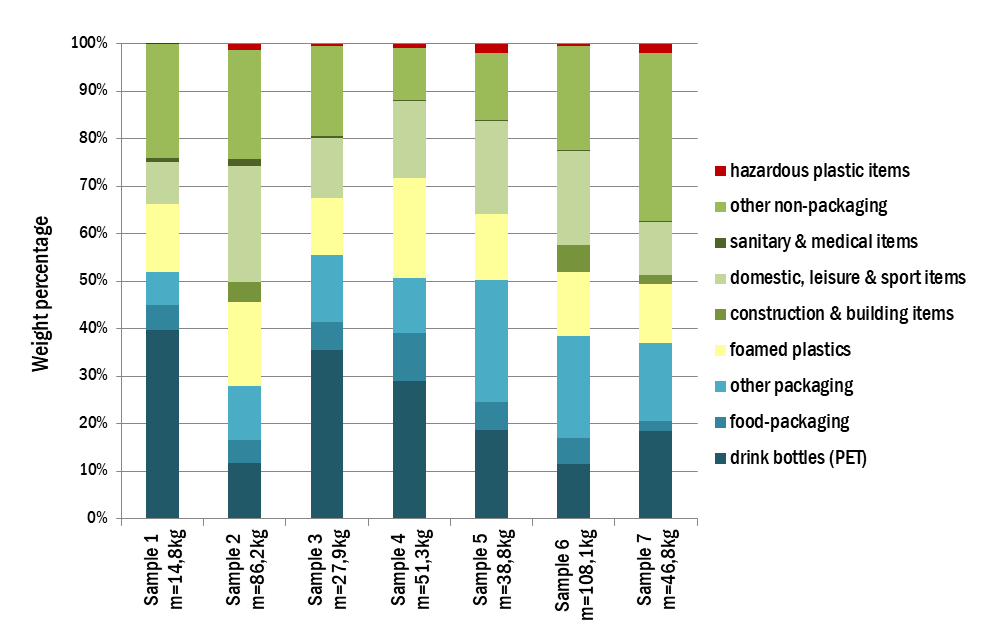 100%
90%
80%
70%
60%
50%
40%
30%
20%
10%
0%
Weight percentage
Sample 1
m=14,8kg
Sample 2
m=86,2kg
Sample 3
m=27,9kg
Sample 4
m=51,3kg
Sample 5
m=38,8kg
Sample 6
m=108,1kg
Sample 7
m=46,8kg
hazardous plastic items
other non-packaging
sanitary & medical items
domestic, leisure & sport items
construction & building items
foamed plastics
other packaging
food-packaging
drink bottles (PET)